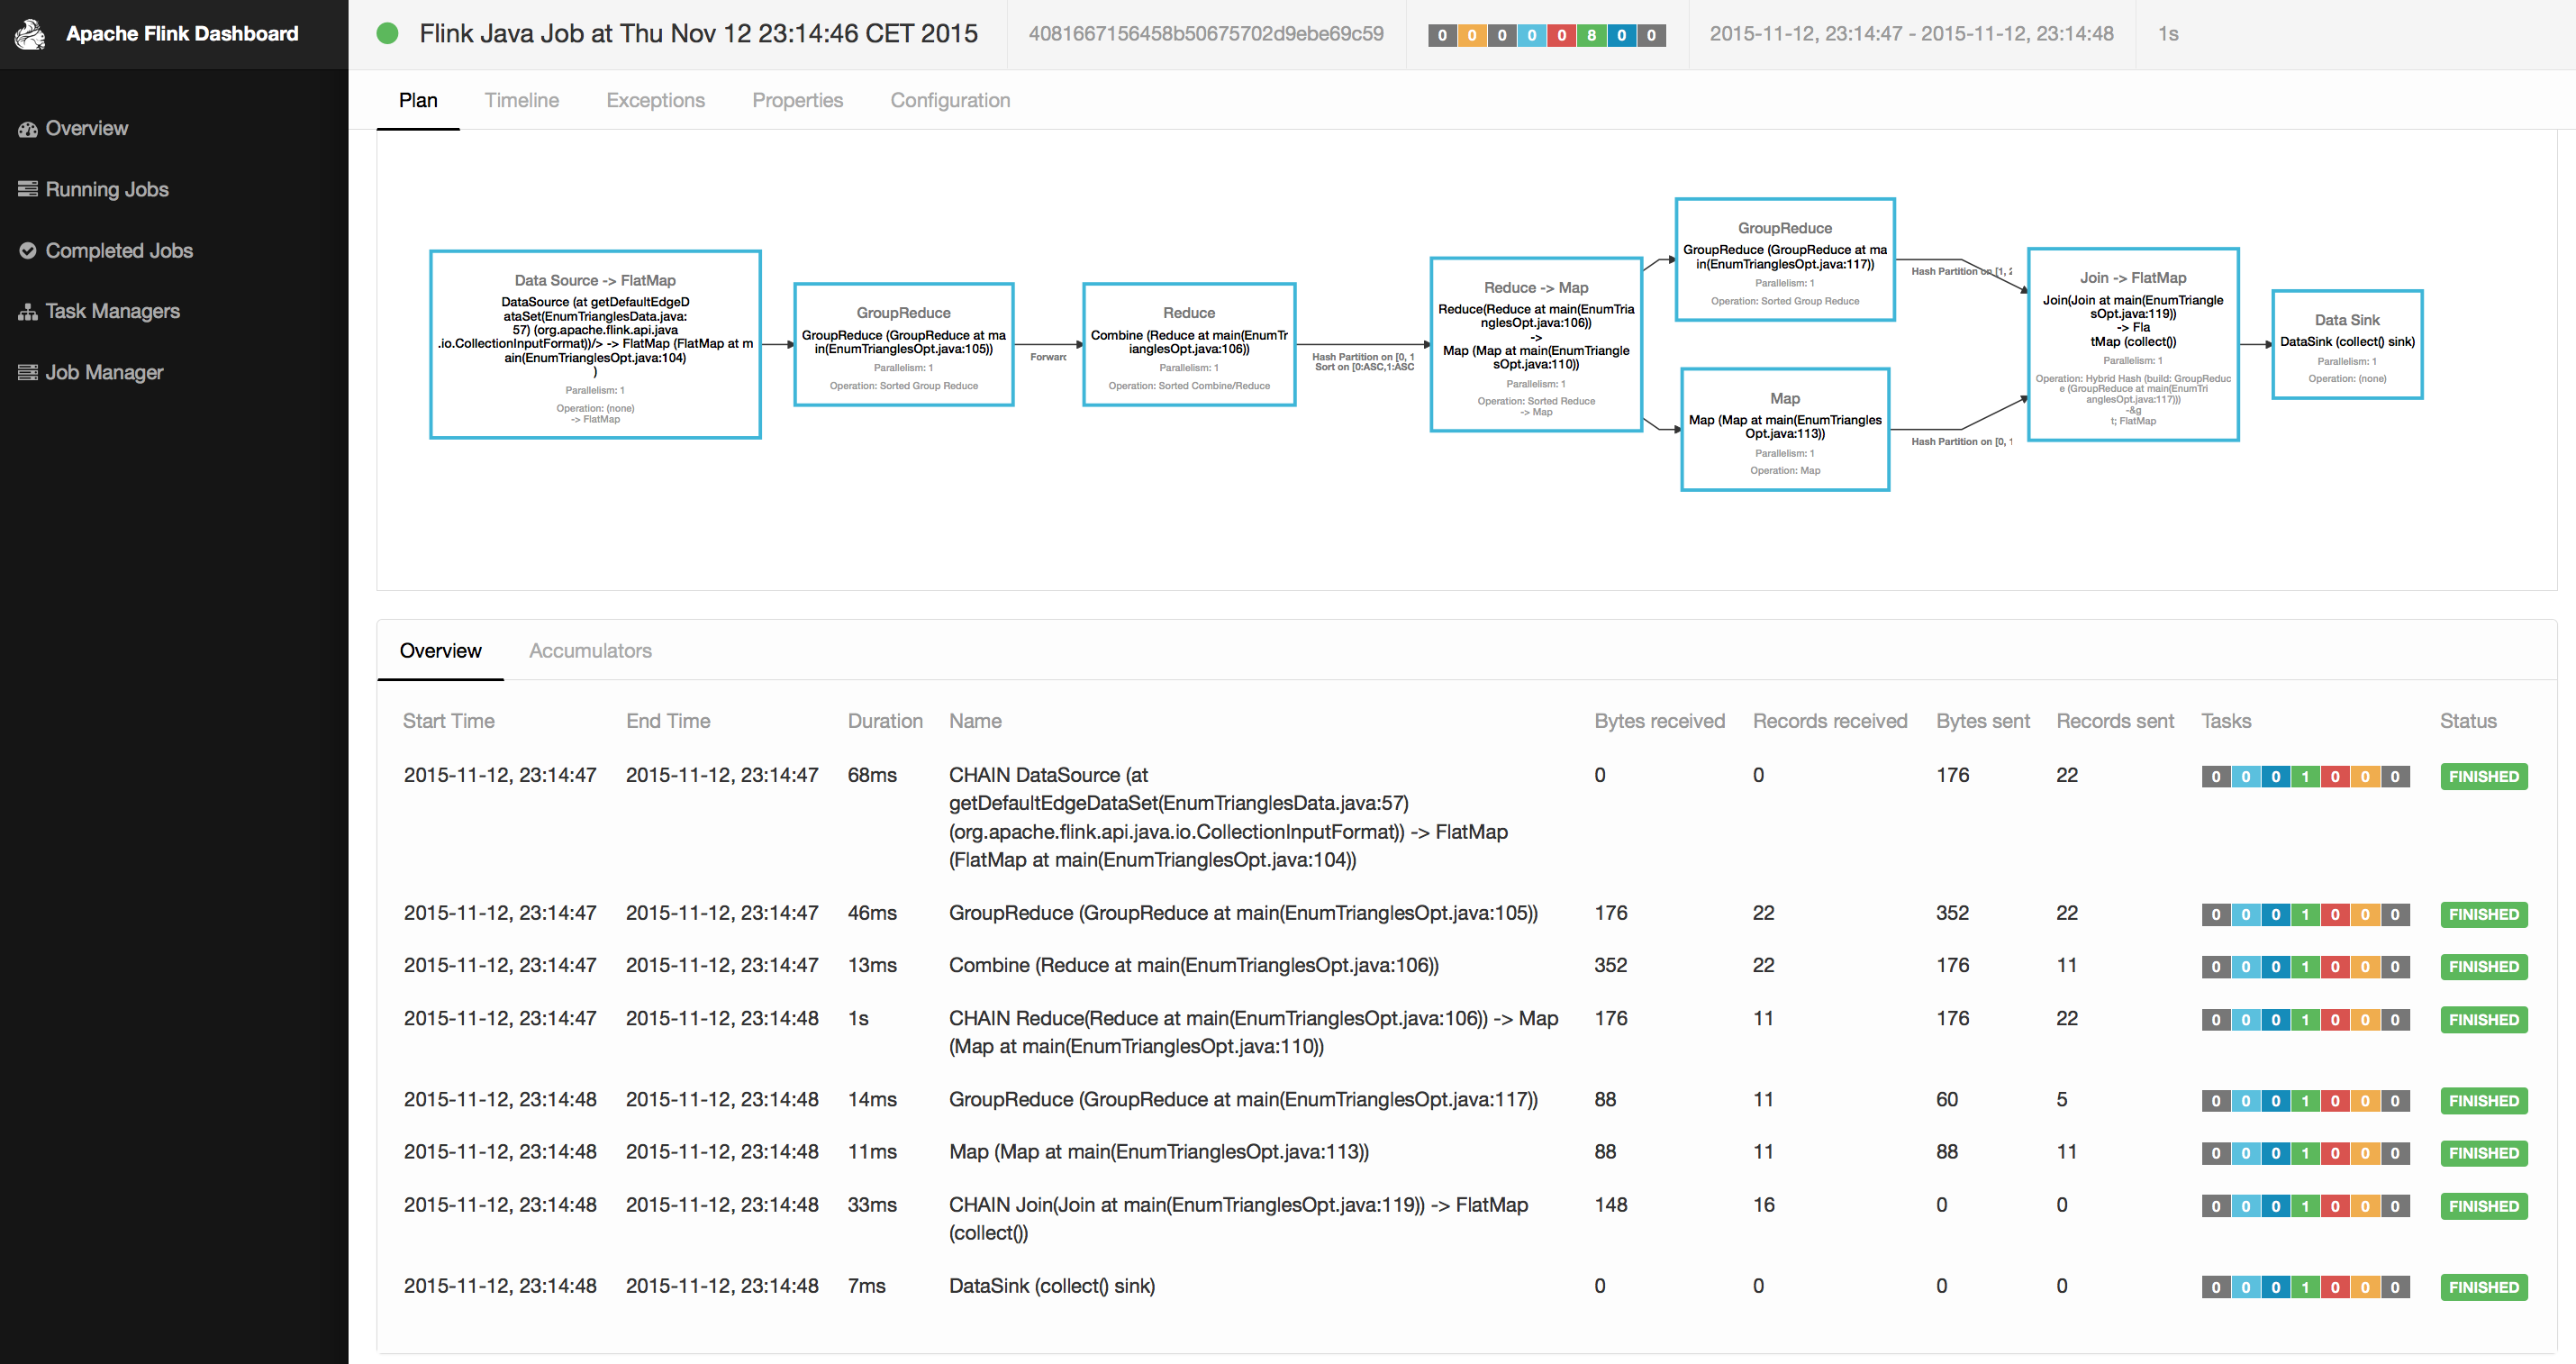 Apache Flink Dashboard
Overview
Running Jobs
Completed Jobs
Task Managers
Job Manager
Flink Java Job at Thu Nov 12 23:14:46 CET 2015
4081667156458b50675702d9ebe69c59
0 0 0 0 0 8 0 0
2015-11-12, 23:14:47 - 2015-11-12, 23:14:48
1s
Plan Timeline Exceptions Properties Configuration
Data Source -> FlatMap
DataSource (at getDefaultEdgeD
ataSet(EnumTrianglesData.java:
57) (org.apache.flink.api.java
.io.CollectionInputFormat))/> -> FlatMap (FlatMap at m
ain(EnumTrianglesOpt.java:104)
)
Parallelism: 1
Operation: (none)
-> FlatMap
GroupReduce
GroupReduce (GroupReduce at ma
in(EnumTrianglesOpt.java:105))
Parallelism: 1
Operation: Sorted Group Reduce
Forward
Reduce
Combine (Reduce at main(EnumTr
ianglesOpt.java:106))
Parallelism: 1
Operation: Sorted Combine/Reduce
Hash Partition on [0, 1
Sort on [0:ASC,1:ASC
Reduce -> Map
Reduce(Reduce at main(EnumTria
nglesOpt.java:106))
->
Map (Map at main(EnumTriangle
sOpt.java:110))
Parallelism: 1
Operation: Sorted Reduce
-> Map
GroupReduce
GroupReduce (GroupReduce at ma
in(EnumTrianglesOpt.java:117))
Parallelism: 1
Operation: Sorted Group Reduce
Hash Partition on [1, 2
Map
Map (Map at main(EnumTriangles
Opt.java:113))
Parallelism: 1
Operation: Map
Hash Partition on [0, 1
Join -> FlatMap
Join(Join at main(EnumTriangle
sOpt.java:119))
-> Fla
tMap (collect())
Parallelism: 1
Operation: Hybrid Hash (build: GroupReduc
e (GroupReduce at main(EnumTri
anglesOpt.java:117)))
-&g
t; FlatMap
Data Sink
DataSink (collect() sink)
Parallelism: 1
Operation: (none)
Overview Accumulators
Start Time End Time Duration Name Bytes received Records received Bytes sent Records sent Tasks Status
2015-11-12, 23:14:47 2015-11-12, 23:14:47 68ms CHAIN DataSource (at 0 0 176 22 0 0 0 1 0 0 0 FINISHED
getDefaultEdgeDataSet(EnumTrianglesData.java:57)
(org.apache.flink.api.java.io.CollectionInputFormat)) -> FlatMap
(FlatMap at main(EnumTrianglesOpt.java:104))
2015-11-12, 23:14:47 2015-11-12, 23:14:47 46ms GroupReduce (GroupReduce at main(EnumTrianglesOpt.java:105)) 176 22 352 22 0 0 0 1 0 0 0 FINISHED
2015-11-12, 23:14:47 2015-11-12, 23:14:47 13ms Combine (Reduce at main(EnumTrianglesOpt.java:106)) 352 22 176 11 0 0 0 1 0 0 0 FINISHED
2015-11-12, 23:14:47 2015-11-12, 23:14:48 1s CHAIN Reduce(Reduce at main(EnumTrianglesOpt.java:106)) -> Map 176 11 176 22 0 0 0 1 0 0 0 FINISHED
(Map at main(EnumTrianglesOpt.java:110))
2015-11-12, 23:14:48 2015-11-12, 23:14:48 14ms GroupReduce (GroupReduce at main(EnumTrianglesOpt.java:117)) 88 11 60 5 0 0 0 1 0 0 0 FINISHED
2015-11-12, 23:14:48 2015-11-12, 23:14:48 11ms Map (Map at main(EnumTrianglesOpt.java:113)) 88 11 88 11 0 0 0 1 0 0 0 FINISHED
2015-11-12, 23:14:48 2015-11-12, 23:14:48 33ms CHAIN Join(Join at main(EnumTrianglesOpt.java:119)) -> FlatMap 148 16 0 0 0 0 0 1 0 0 0 FINISHED
(collect())
2015-11-12, 23:14:48 2015-11-12, 23:14:48 7ms DataSink (collect() sink) 0 0 0 0 0 0 0 1 0 0 0 FINISHED